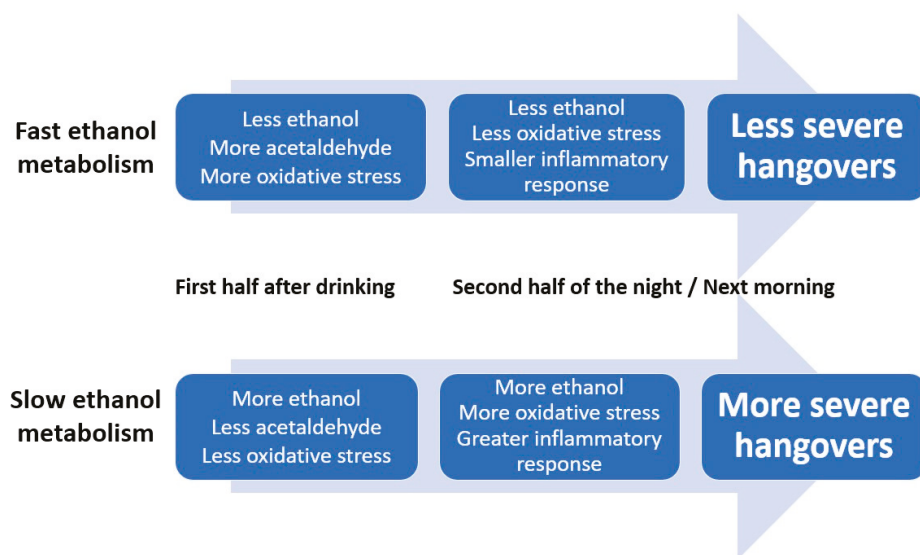 Fast ethanol
metabolism
Less ethanol
More acetaldehyde
More oxidative stress
Less ethanol
Less oxidative stress
Smaller inflammatory
response
Less severe
hangovers
First half after drinking
Second half of the night / Next morning
Slow ethanol
metabolism
More ethanol
Less acetaldehyde
Less oxidative stress
More ethanol
More oxidative stress
Greater inflammatory
response
More severe
hangovers